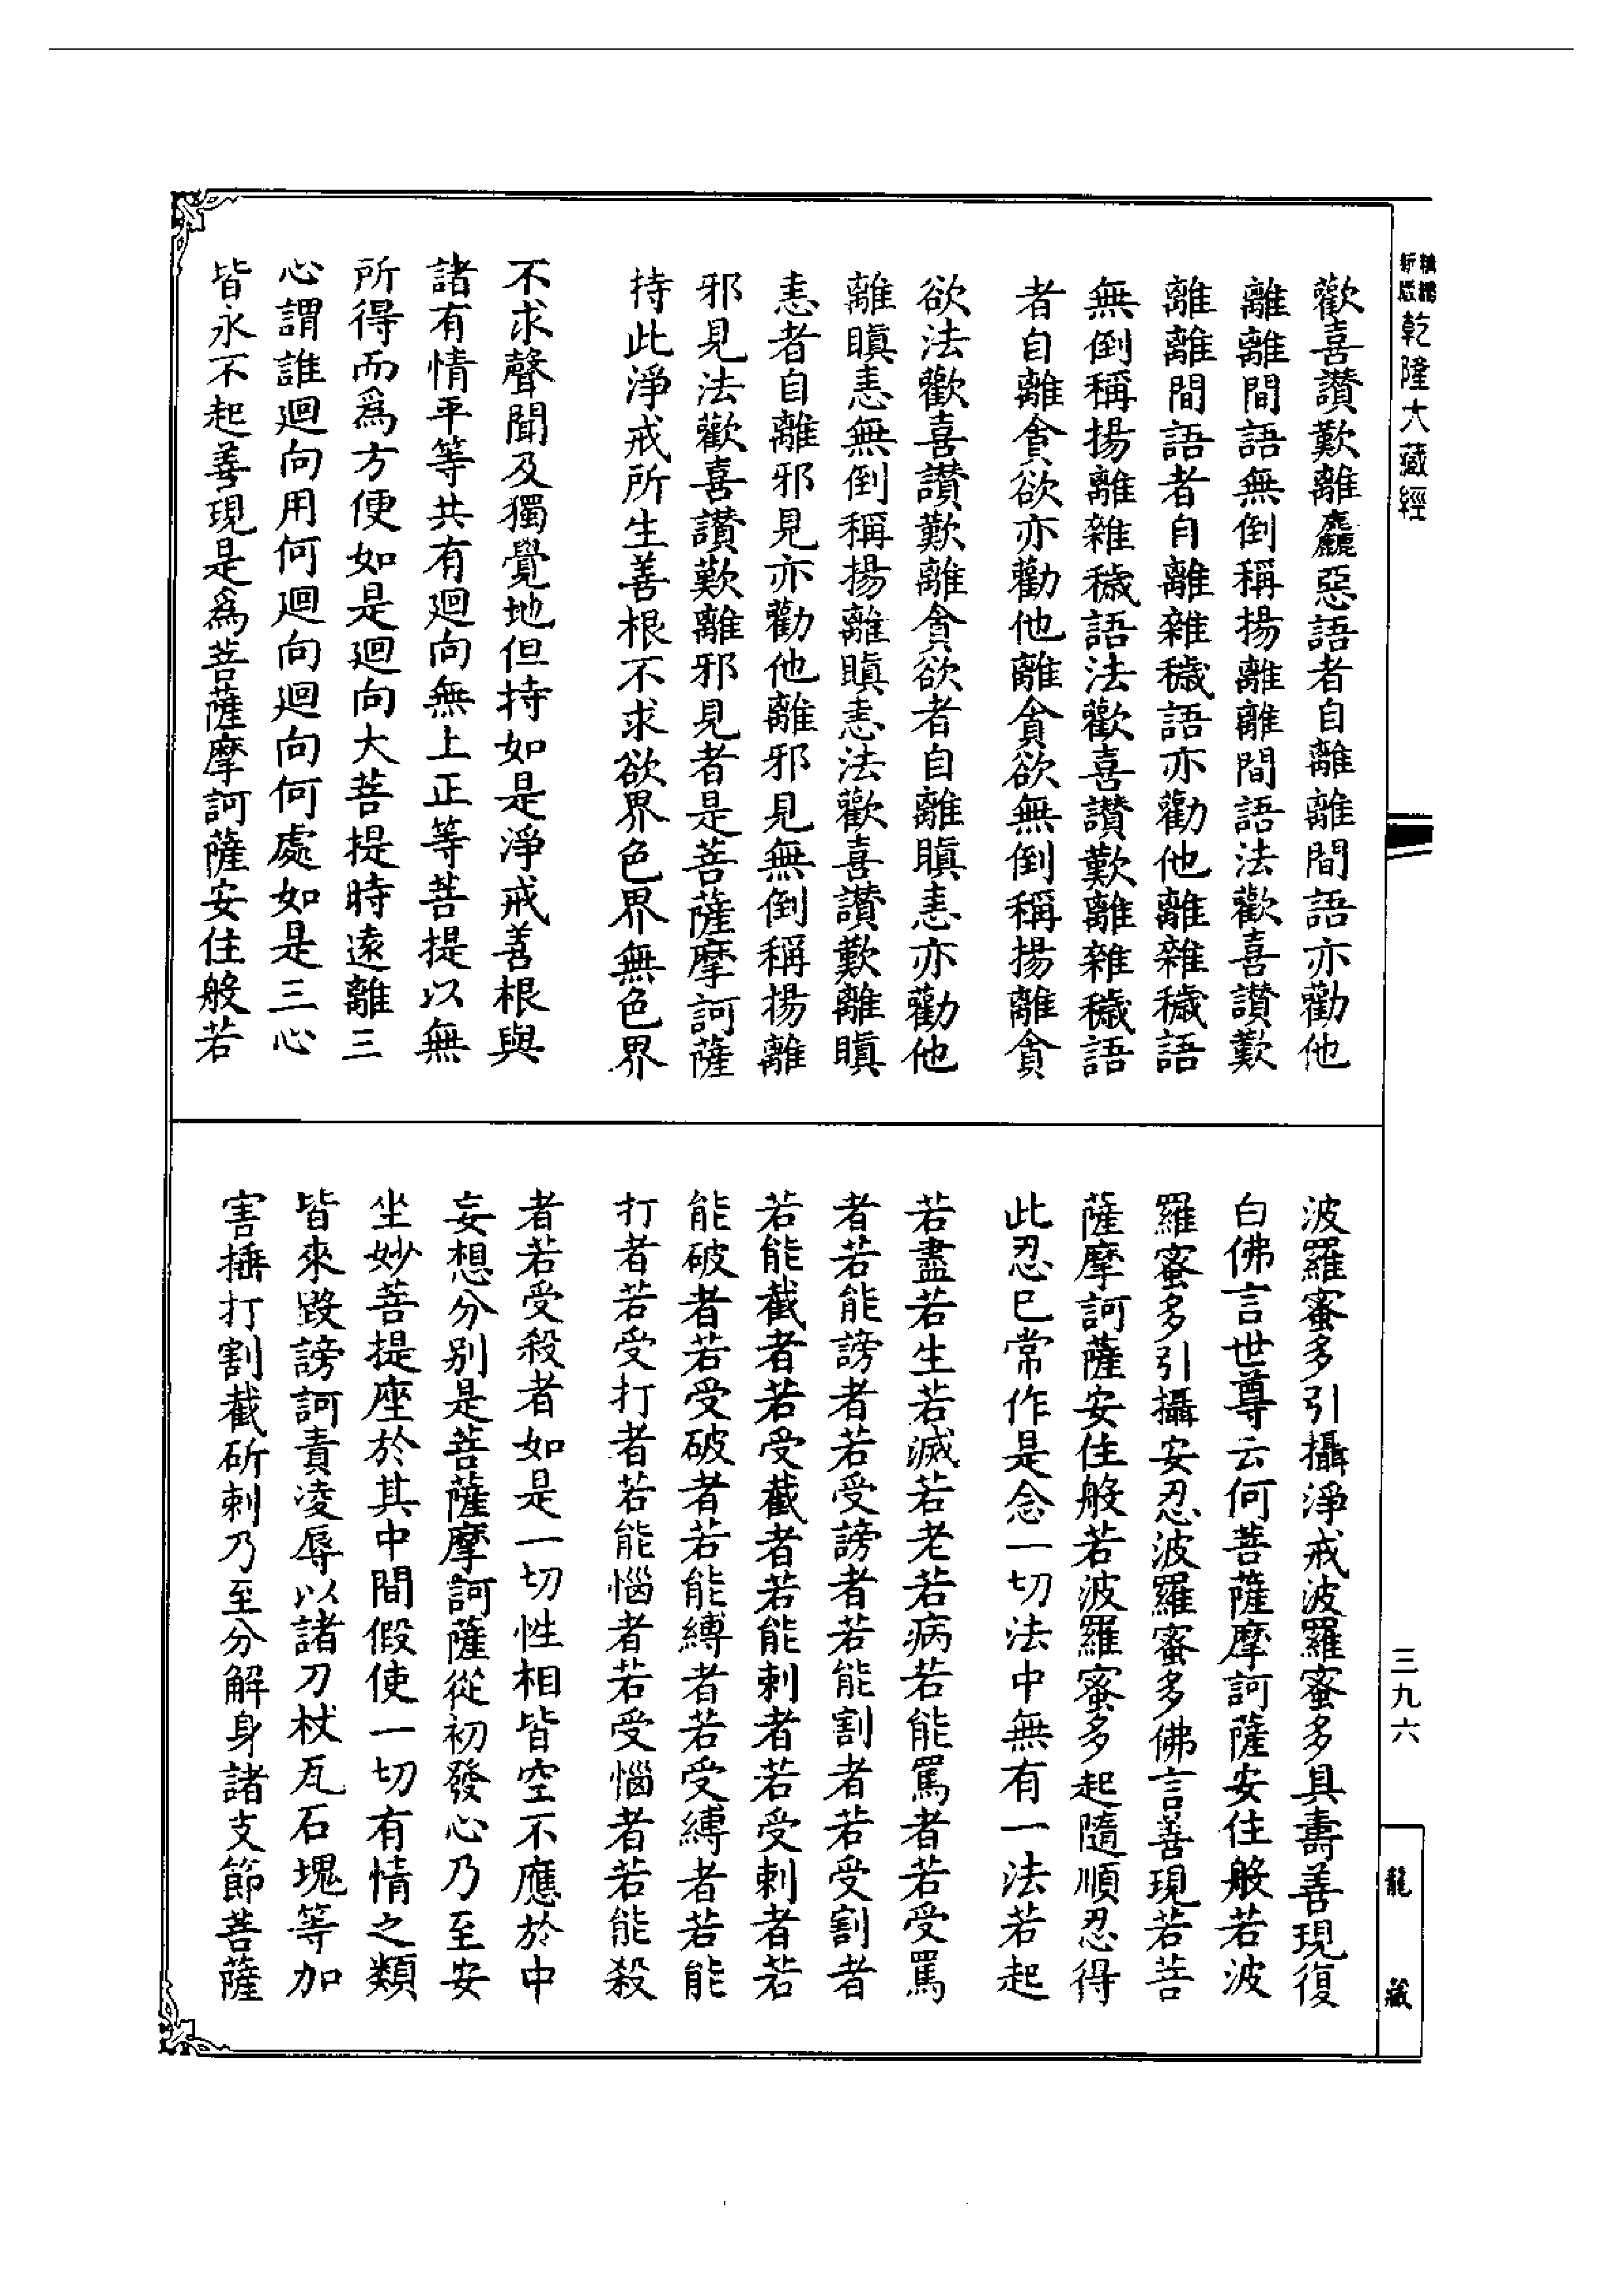 精編新版
乾隆大藏經
歡喜讚歎離麤惡語者自離離間語亦勸他
離離間語無倒稱揚離離間語法歡喜讚歎
離離間語者自離雜穢語亦勸他離雜穢語
無倒稱揚離雜穢語法歡喜讚歎離雜穢語
者自離貪欲亦勸他離貪欲無倒稱揚離貪
欲法歡喜讚歎離貪欲者自離瞋恚亦勸他
離瞋恚無倒稱揚離瞋恚法歡喜讚歎離瞋
恚者自離邪見亦勸他離邪見無倒稱揚離
邪見法歡喜讚歎離邪見者是菩薩摩訶薩
持此淨戒所生善根不求欲界色界無色界
不求聲聞及獨覺地但持如是淨戒善根與
諸有情平等共有迴向無上正等菩提以無
所得而爲方便如是迴向大菩提時遠離三
心謂誰迴向用何迴向迴向何處如是三心
皆永不起善現是爲菩薩摩訶薩安住般若
波羅蜜多引攝淨戒波羅蜜多具壽善現復
白佛言世尊云何菩薩摩訶薩安住般若波
羅蜜多引攝安忍波羅蜜多佛言善現若菩
薩摩訶薩安住般若波羅蜜多起隨順忍得
此忍已常作是念一切法中無有一法若起
若盡若生若滅若老若病若能罵者若受罵
者若能謗者若受謗者若能割者若受割者
若能截者若受截者若能刺者若受刺者若
能破者若受破者若能縛者若受縛者若能
打者若受打者若能惱者若受惱者若能殺
者若受殺者如是一切性相皆空不應於中
妄想分別是菩薩摩訶薩從初發心乃至安
坐妙菩提座於其中間假使一切有情之類
皆來毀謗訶責凌辱以諸刀杖瓦石塊等加
害捶打割截斫刺乃至分解身諸支節菩薩
三九六
龍藏